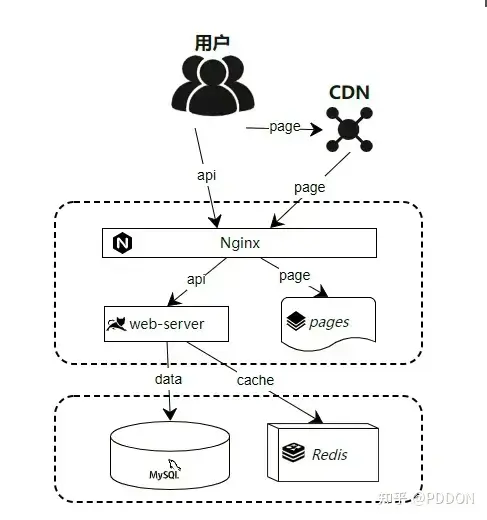 用户
CDN
page
api
page
Nginx
api
page
web-server
pages
data
cache
MySQL
Redis
知乎 @PDDON